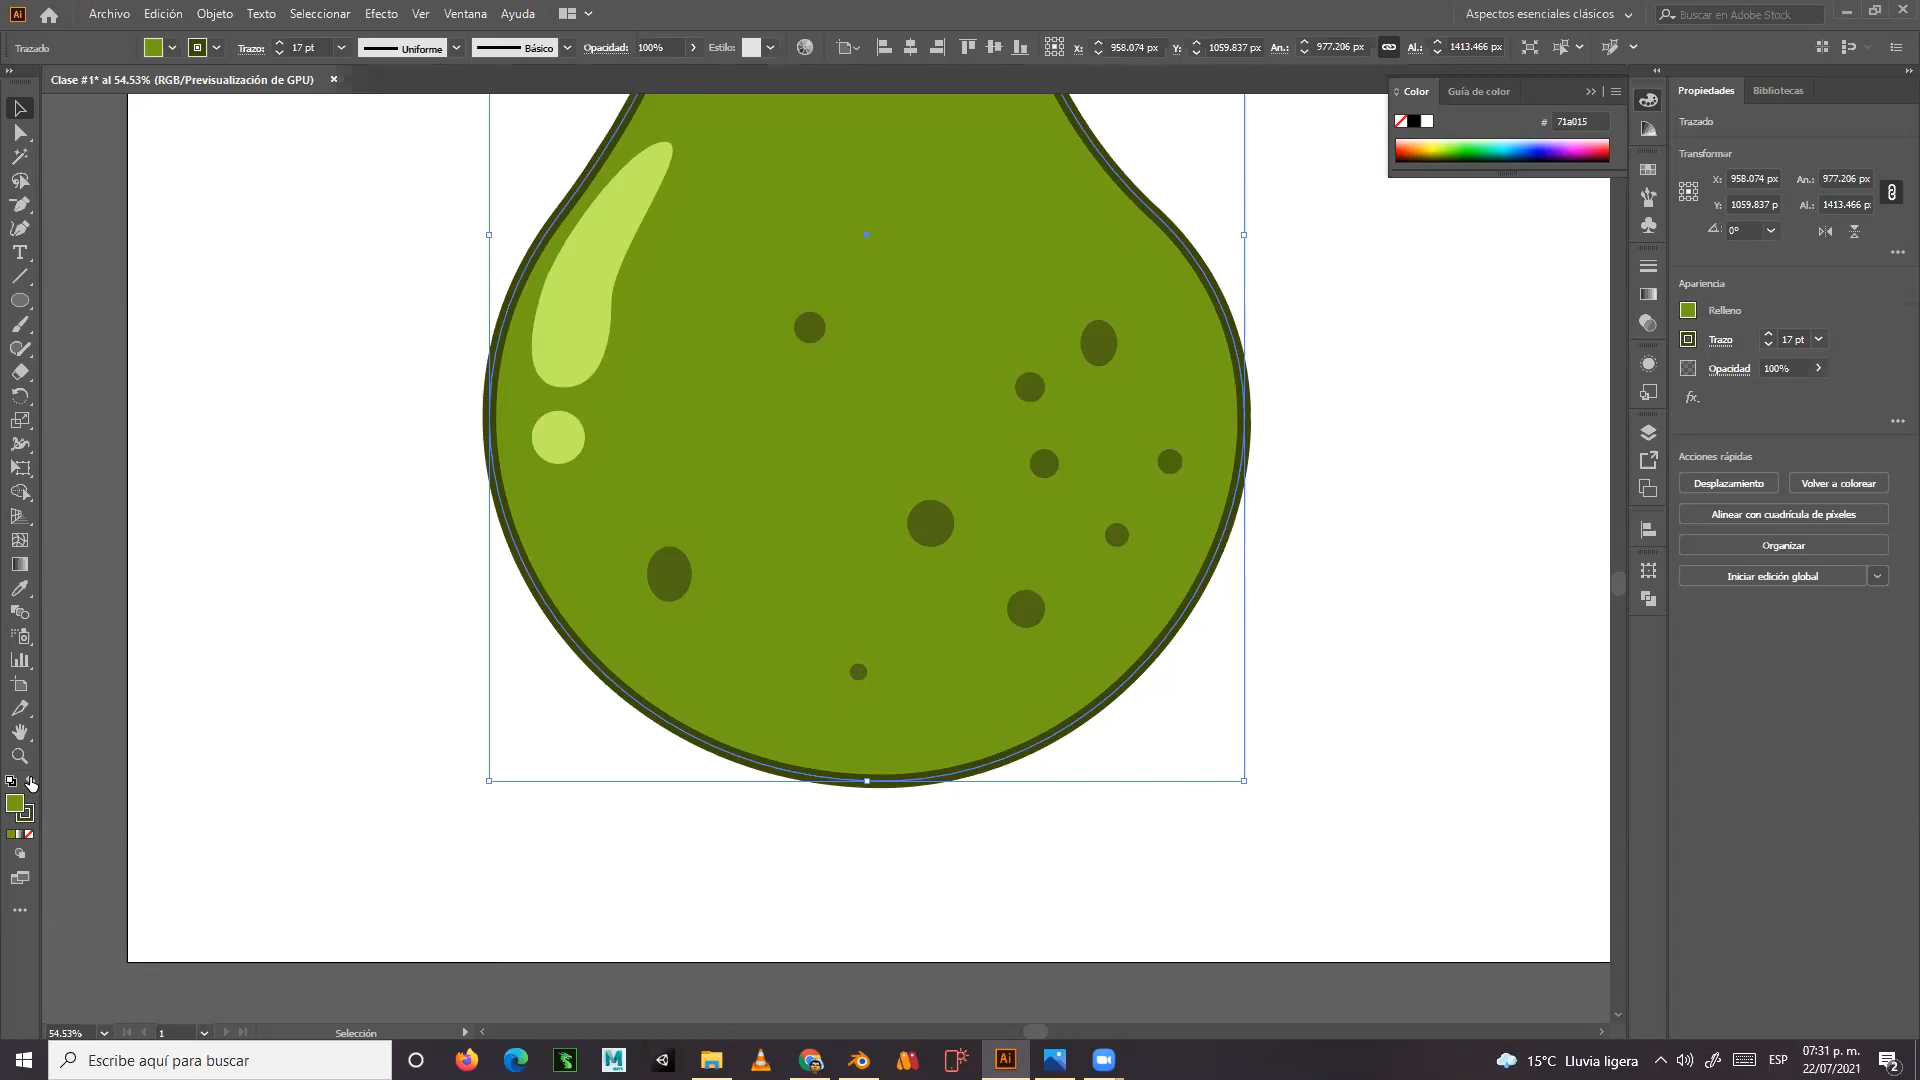 Archivo Edición Objeto Texto Seleccionar Efecto Ver Ventana Ayuda Aspectos esenciales clásicos Buscar en Adobe Stock
Trazado Trazo: 17 pt Uniforme Básico Opacidad: 100% Estilo: X: 958.074 px Y: 1059.837 px An.: 977.206 px Al.: 1413.466 px
Clase #1* al 54.53% (RGB/Previsualización de GPU)
Color Guía de color
# 71a015
Propiedades Bibliotecas
Trazado
Transformar
X: 958.074 px An.: 977.206 px
Y: 1059.837 p Al.: 1413.466 p
0°
Apariencia
Relleno
Trazo 17 pt
Opacidad 100%
fx.
Acciones rápidas
Desplazamiento Volver a colorear
Alinear con cuadrícula de píxeles
Organizar
Iniciar edición global
54.53% 1 Selección
Escribe aquí para buscar
Ai
15°C Lluvia ligera ESP
07:31 p. m.
22/07/2021
2